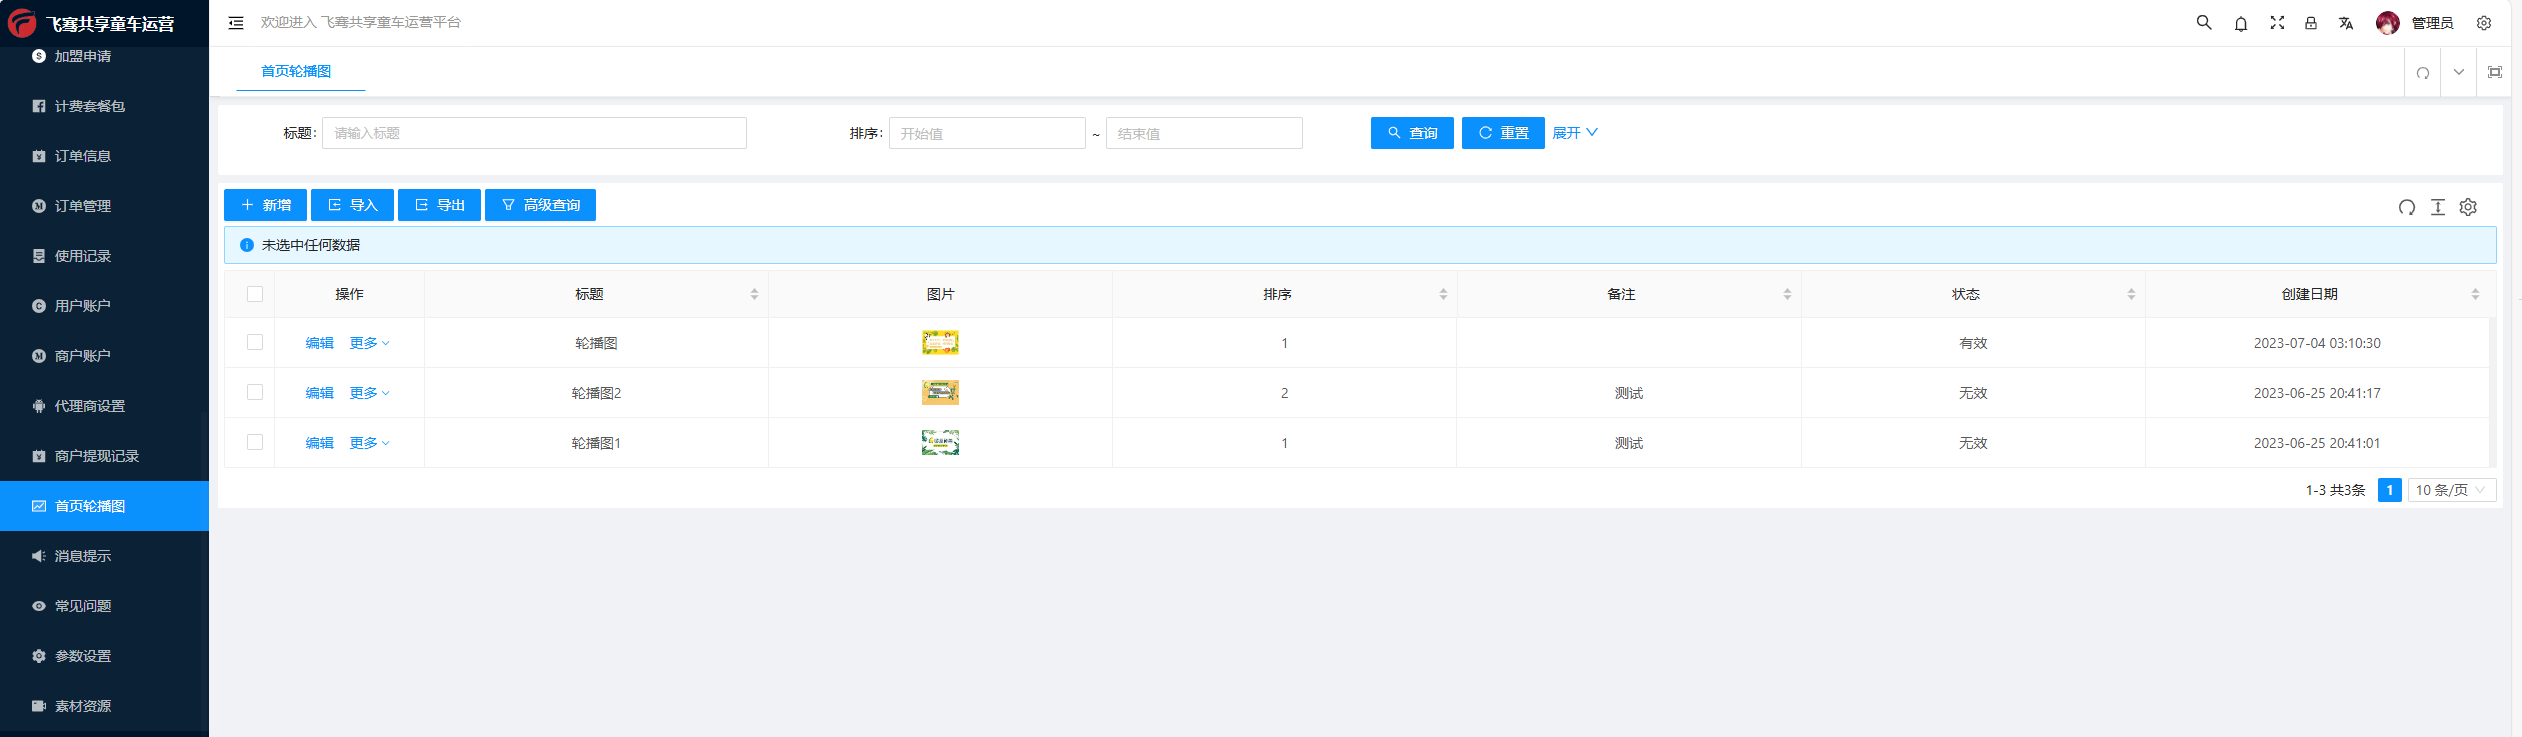 飞骞共享童车运营
欢迎进入 飞骞共享童车运营平台
管理员
加盟申请
计费套餐包
订单信息
订单管理
使用记录
用户账户
商户账户
代理商设置
商户提现记录
首页轮播图
消息提示
常见问题
参数设置
素材资源
首页轮播图
标题: 请输入标题 排序: 开始值 ~ 结束值 查询 重置 展开
新增 导入 导出 高级查询
未选中任何数据
操作 标题 图片 排序 备注 状态 创建日期
编辑 更多 轮播图 1 有效 2023-07-04 03:10:30
编辑 更多 轮播图2 2 测试 无效 2023-06-25 20:41:17
编辑 更多 轮播图1 1 测试 无效 2023-06-25 20:41:01
1-3 共3条 1 10 条/页